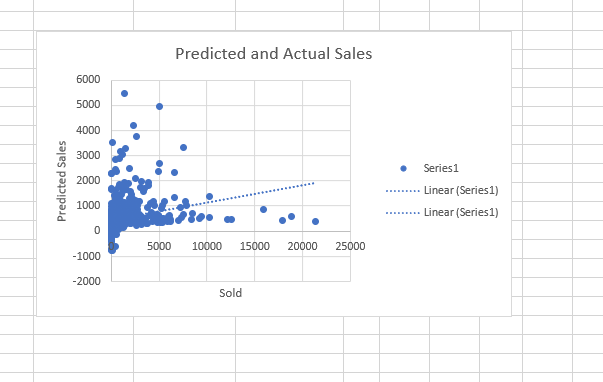 Predicted and Actual Sales
6000
5000
4000
3000
2000
1000
0
-1000
-2000
0 5000 10000 15000 20000 25000
Predicted Sales
Sold
Series1
Linear (Series1)
Linear (Series1)